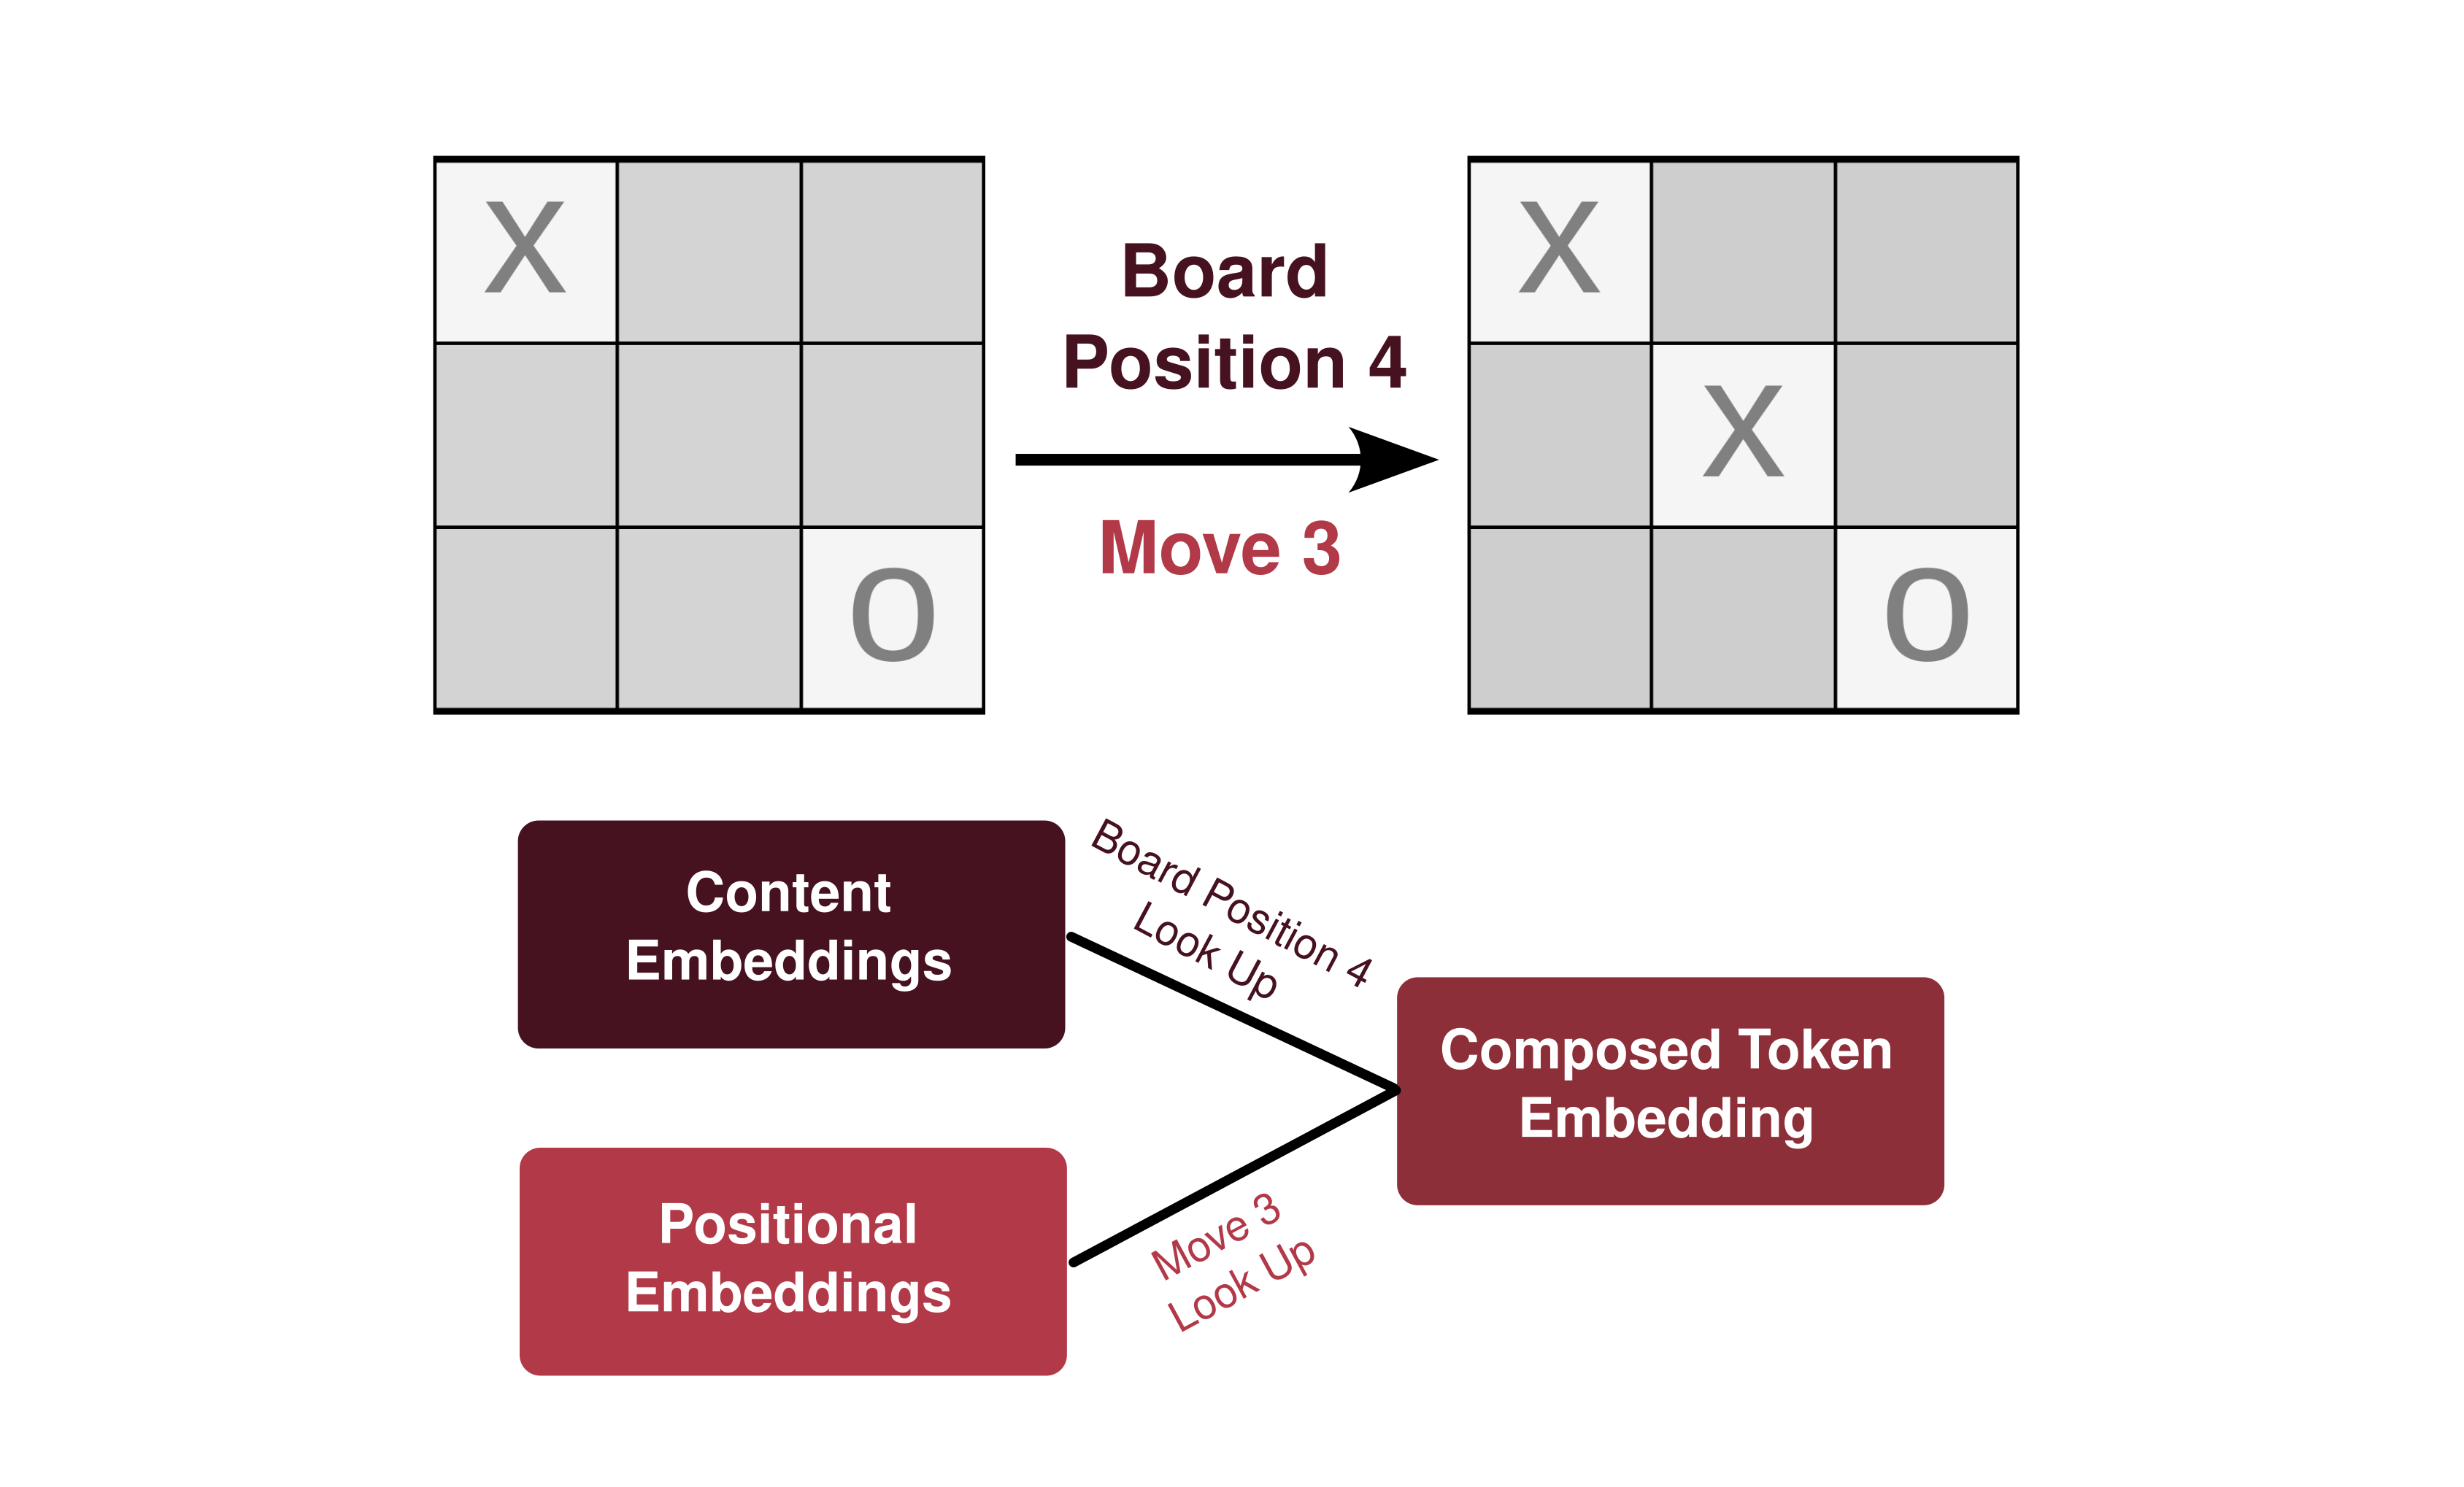 X
O
Board
Position 4
Move 3
X
X
O
Content
Embeddings
Board Position 4
Look Up
Positional
Embeddings
Move 3
Look Up
Composed Token
Embedding